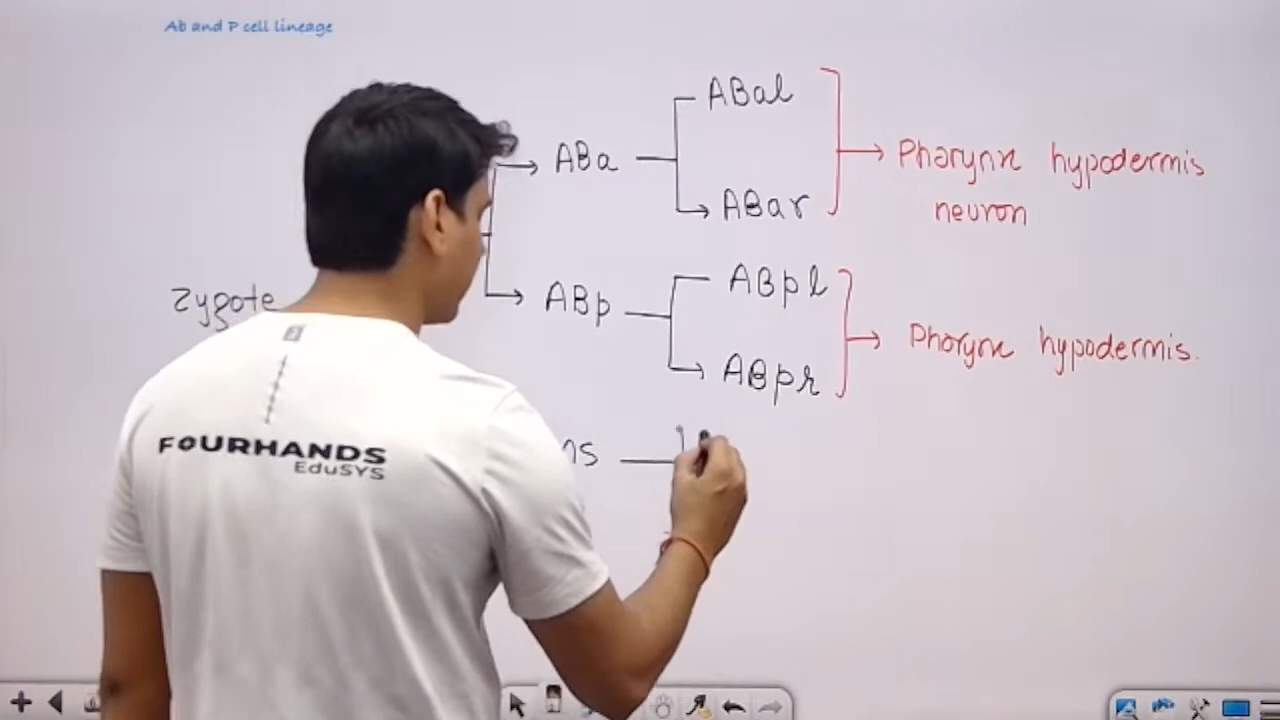 Ab and P cell lineage
ABal
ABa
Pharynx hypodermis
ABar
neuron
ABpl
Zygote
ABp
Pharynx hypodermis.
ABpr
FOURHANDS
EduSYS